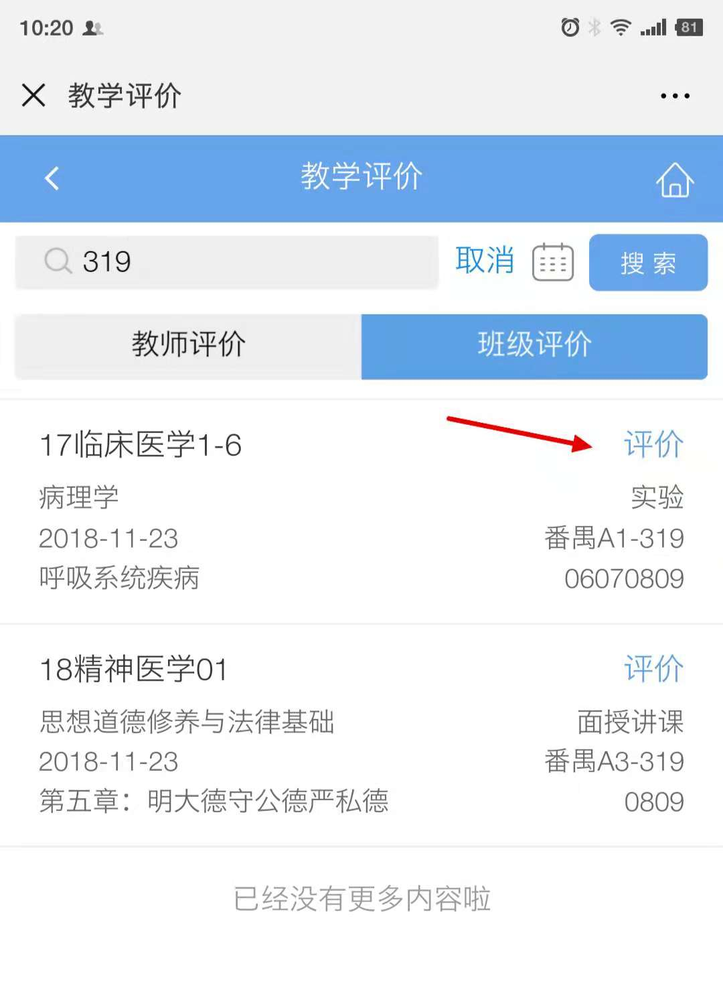 10:20 81
教学评价
教学评价
319 取消 搜索
教师评价 班级评价
17临床医学1-6 评价
病理学 实验
2018-11-23 番禺A1-319
呼吸系统疾病 06070809
18精神医学01 评价
思想道德修养与法律基础 面授讲课
2018-11-23 番禺A3-319
第五章：明大德守公德严私德 0809
已经没有更多内容啦